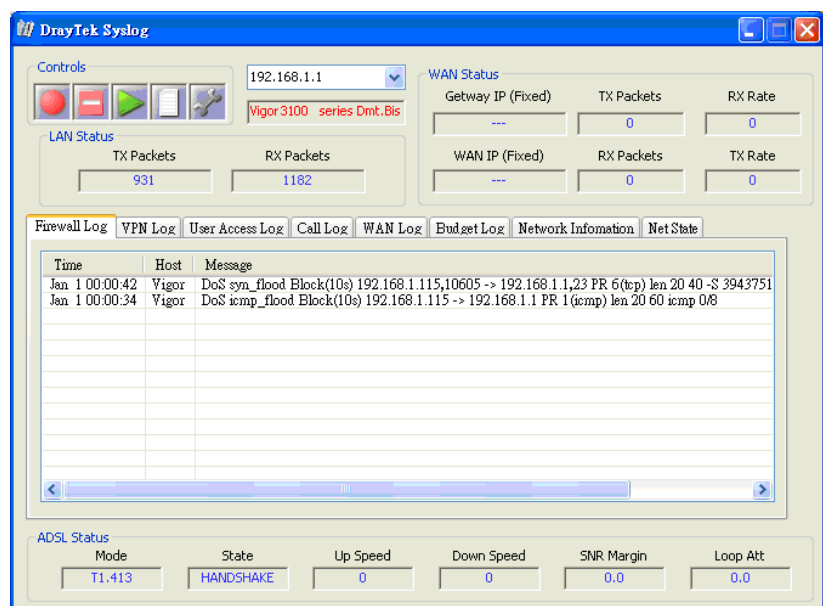 DrayTek Syslog
Controls
192.168.1.1
Vigor3100 series Dmt.Bis
WAN Status
Getway IP (Fixed) TX Packets RX Rate
--- 0 0
WAN IP (Fixed) RX Packets TX Rate
--- 0 0
LAN Status
TX Packets RX Packets
931 1182
Firewall Log VPN Log User Access Log Call Log WAN Log Budget Log Network Infomation Net State
Time Host Message
Jan 1 00:00:42 Vigor DoS syn_flood Block(10s) 192.168.1.115,10605 -> 192.168.1.1,23 PR 6(tcp) len 20 40 -S 3943751
Jan 1 00:00:34 Vigor DoS icmp_flood Block(10s) 192.168.1.115 -> 192.168.1.1 PR 1(icmp) len 20 60 icmp 0/8
ADSL Status
Mode State Up Speed Down Speed SNR Margin Loop Att
T1.413 HANDSHAKE 0 0 0.0 0.0